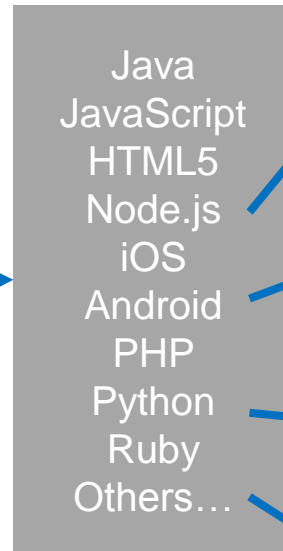 Java
JavaScript
HTML5
Node.js
iOS
Android
PHP
Python
Ruby
Others…